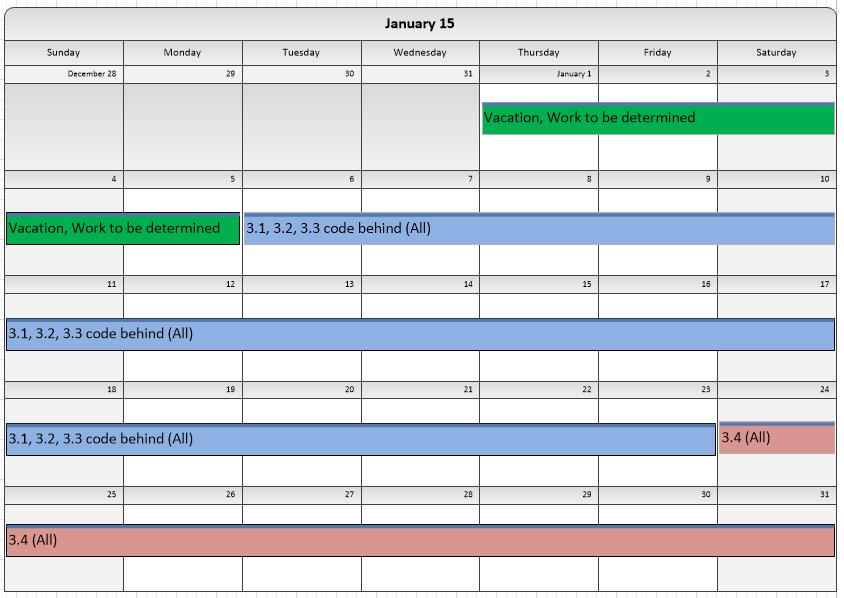 January 15
Sunday Monday Tuesday Wednesday Thursday Friday Saturday
December 28 29 30 31 January 1 2 3
Vacation, Work to be determined
4 5 6 7 8 9 10
Vacation, Work to be determined 3.1, 3.2, 3.3 code behind (All)
11 12 13 14 15 16 17
3.1, 3.2, 3.3 code behind (All)
18 19 20 21 22 23 24
3.1, 3.2, 3.3 code behind (All) 3.4 (All)
25 26 27 28 29 30 31
3.4 (All)